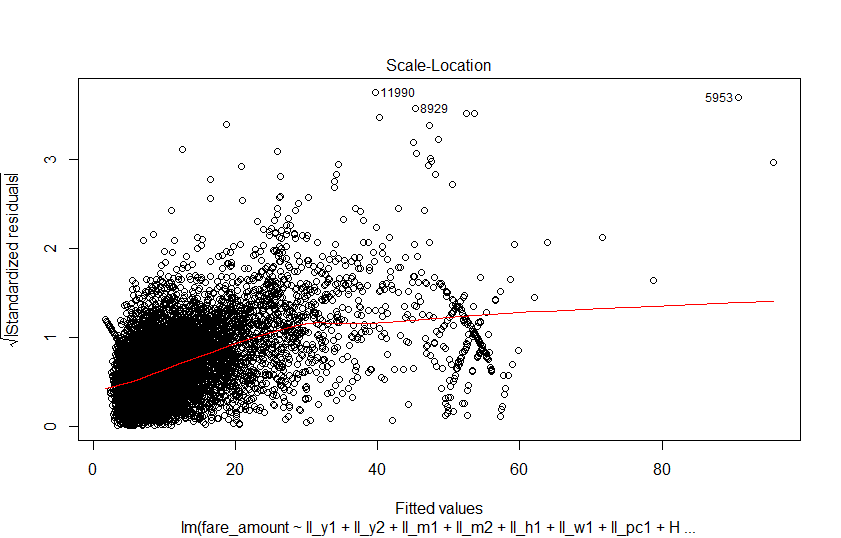 Scale-Location
11990
8929
5953
√|Standardized residuals|
3
2
1
0
0 20 40 60 80
Fitted values
lm(fare_amount ~ ll_y1 + ll_y2 + ll_m1 + ll_m2 + ll_h1 + ll_w1 + ll_pc1 + H ...